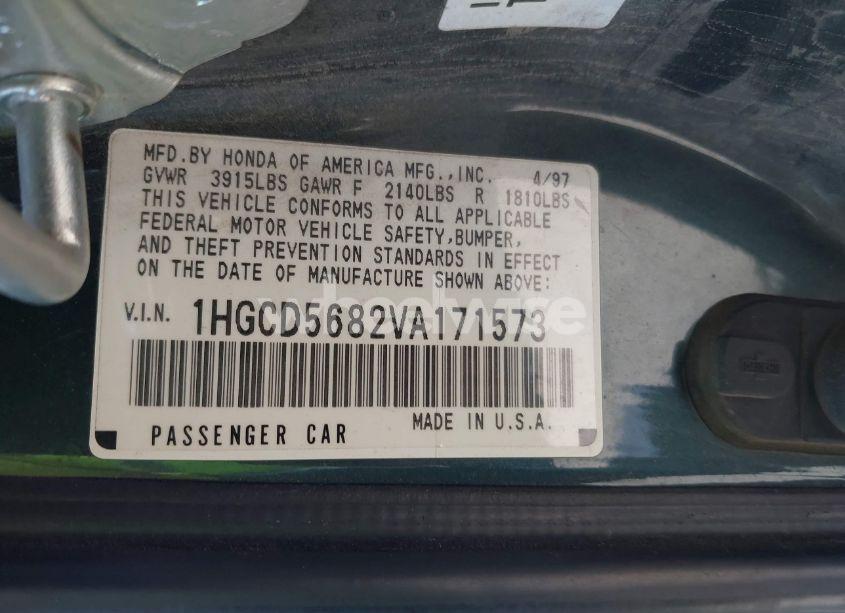 MFD.BY HONDA OF AMERICA MFG.,INC. 4/97
GVWR 3915LBS GAWR F 2140LBS R 1810LBS
THIS VEHICLE CONFORMS TO ALL APPLICABLE
FEDERAL MOTOR VEHICLE SAFETY,BUMPER,
AND THEFT PREVENTION STANDARDS IN EFFECT
ON THE DATE OF MANUFACTURE SHOWN ABOVE:
V.I.N. 1HGCD5682VA171573
wheelwise
PASSENGER CAR MADE IN U.S.A.